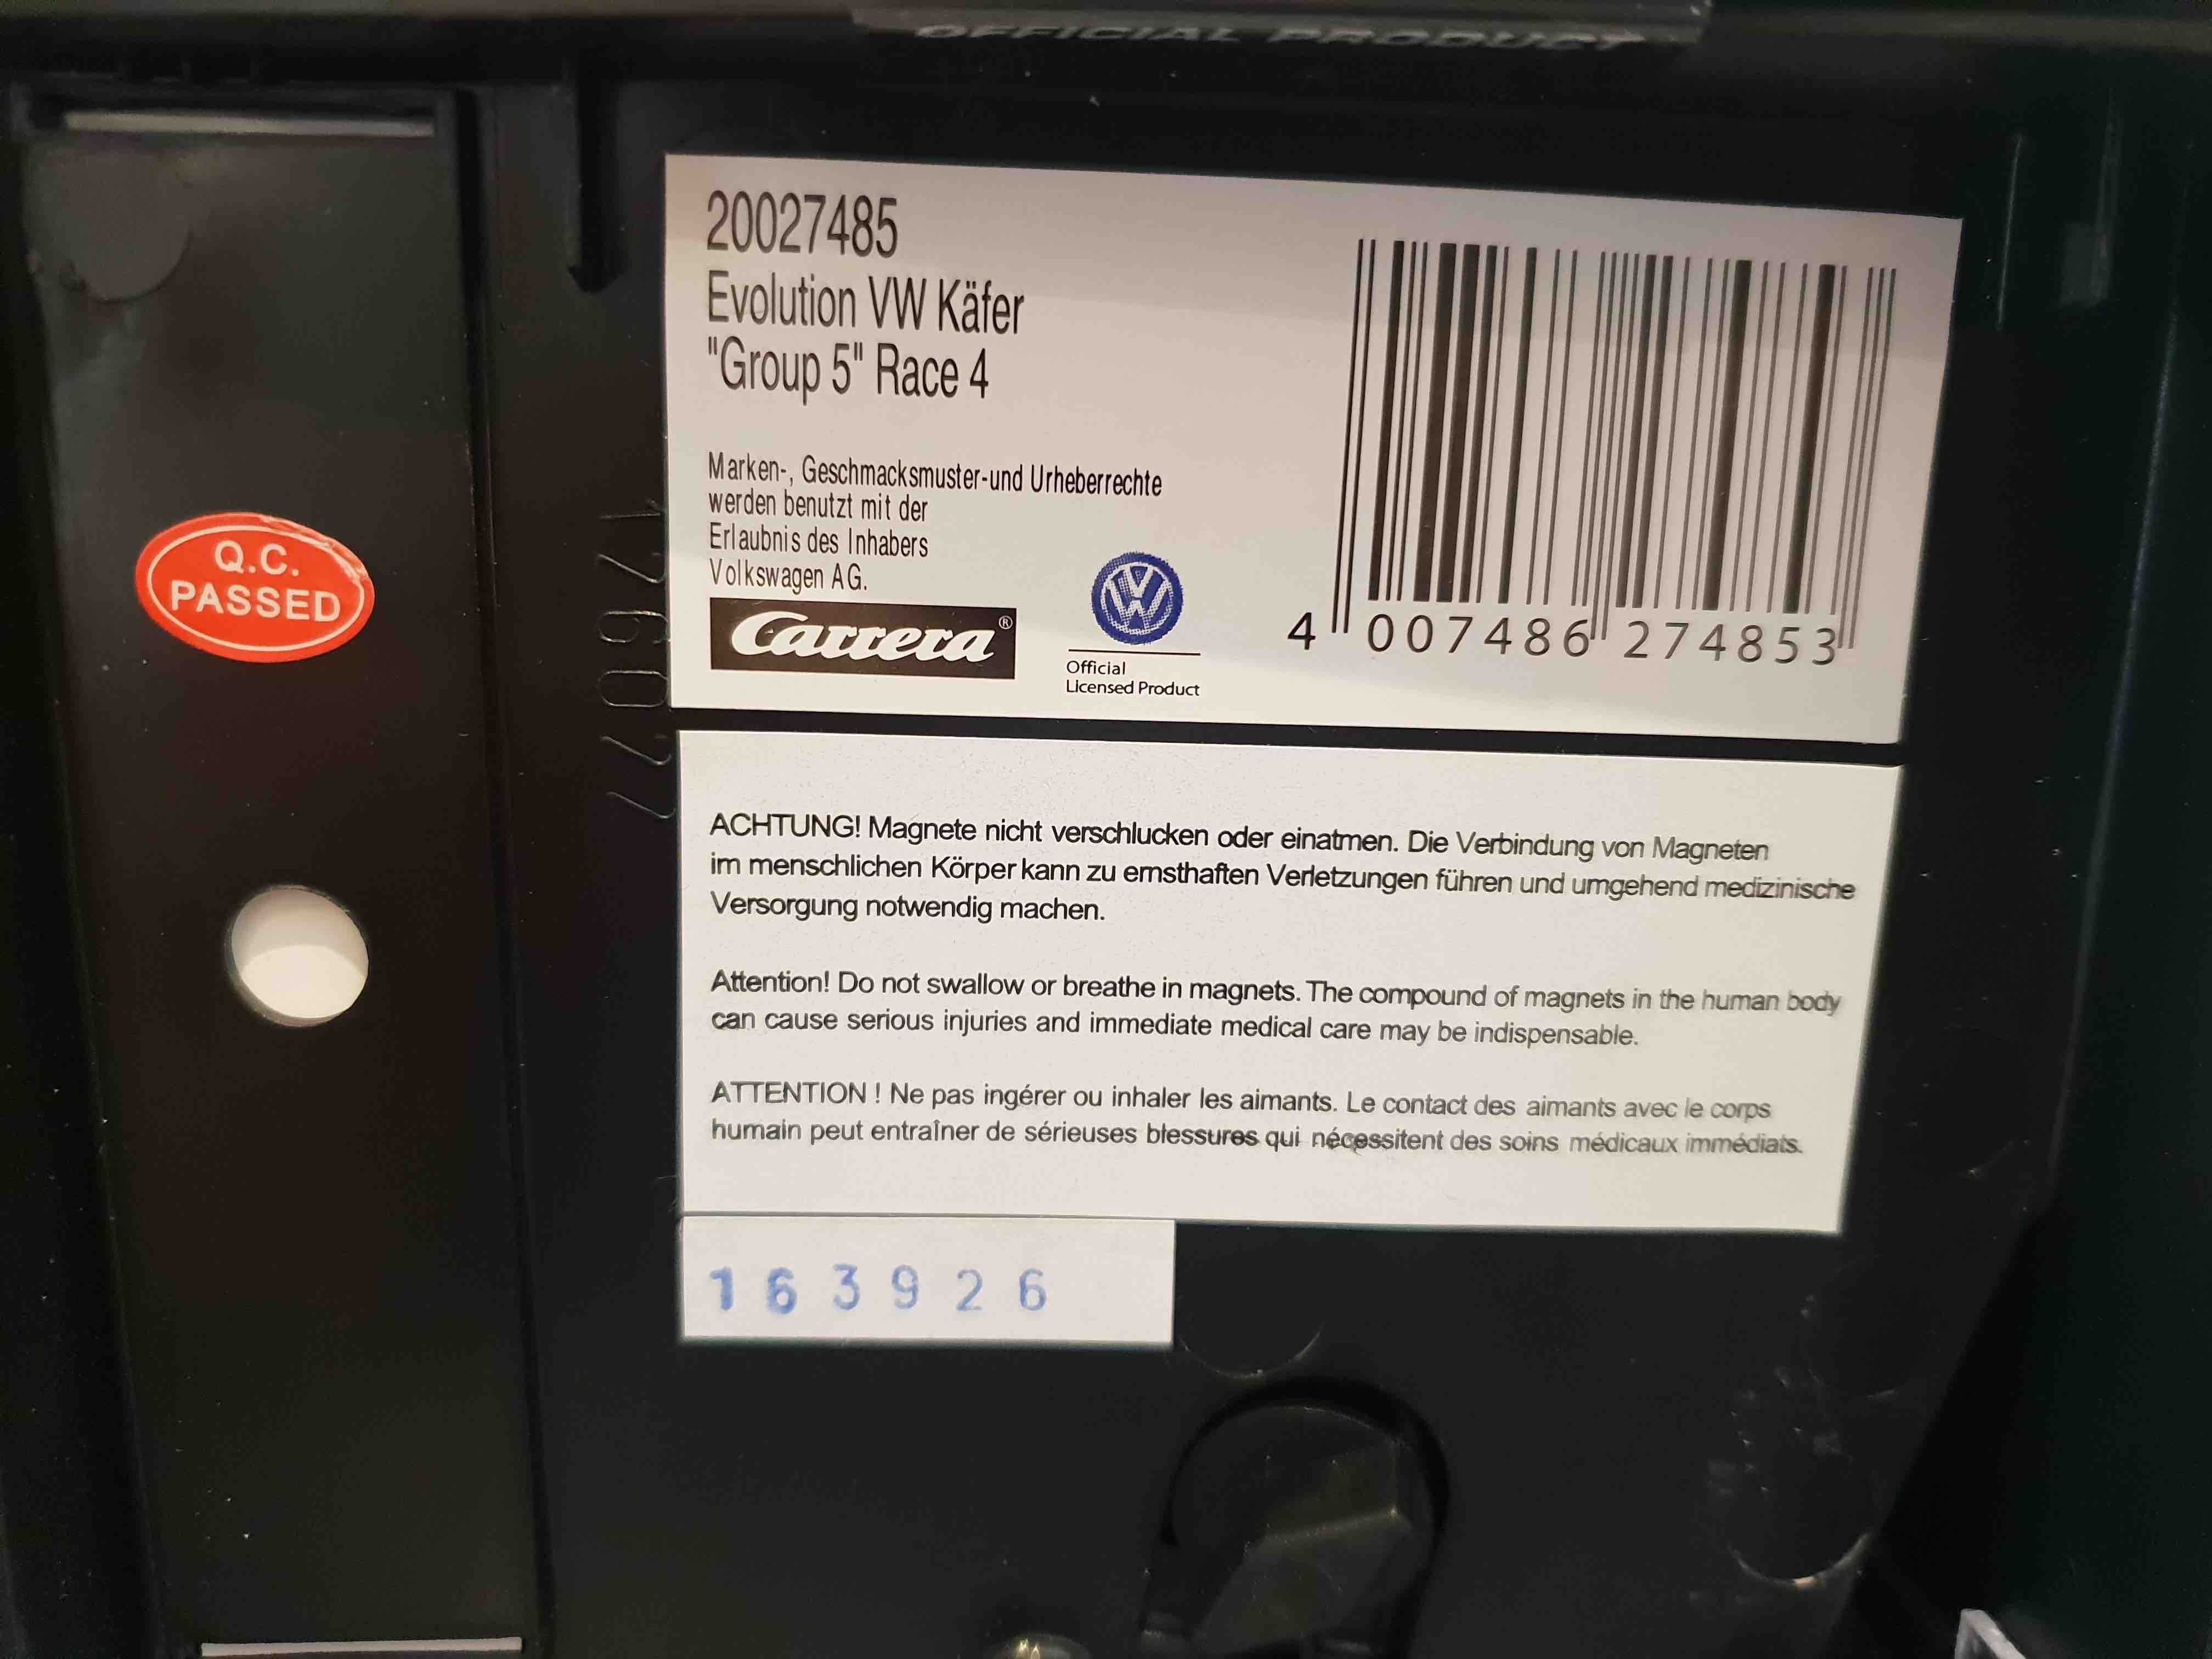 OFFICIAL PRODUCT
20027485
Evolution VW Käfer
"Group 5" Race 4
Marken-, Geschmacksmuster-und Urheberrechte
werden benutzt mit der
Erlaubnis des Inhabers
Volkswagen AG.
Carrera®
VW
Official
Licensed Product
4 007486 274853
Q.C.
PASSED
ACHTUNG! Magnete nicht verschlucken oder einatmen. Die Verbindung von Magneten
im menschlichen Körper kann zu ernsthaften Verletzungen führen und umgehend medizinische
Versorgung notwendig machen.
Attention! Do not swallow or breathe in magnets. The compound of magnets in the human body
can cause serious injuries and immediate medical care may be indispensable.
ATTENTION ! Ne pas ingérer ou inhaler les aimants. Le contact des aimants avec le corps
humain peut entraîner de sérieuses blessures qui nécessitent des soins médicaux immédiats.
163926